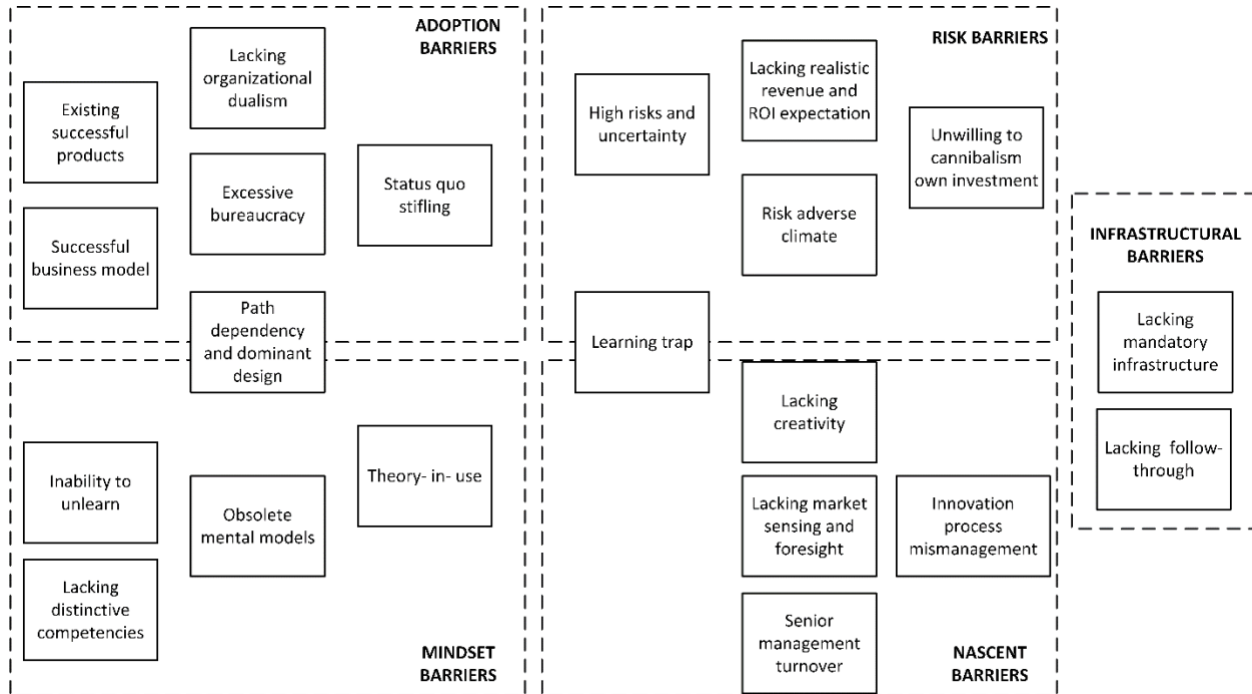 ADOPTION
BARRIERS
Lacking
organizational
dualism
Existing
successful
products
Excessive
bureaucracy
Status quo
stifling
Successful
business model
Path
dependency
and dominant
design
RISK BARRIERS
Lacking realistic
revenue and
ROI expectation
High risks and
uncertainty
Unwilling to
cannibalism
own investment
Risk adverse
climate
Learning trap
INFRASTRUCTURAL
BARRIERS
Lacking
mandatory
infrastructure
Lacking follow-
through
Inability to
unlearn
Theory- in- use
Obsolete
mental models
Lacking
distinctive
competencies
MINDSET
BARRIERS
Lacking
creativity
Lacking market
sensing and
foresight
Innovation
process
mismanagement
Senior
management
turnover
NASCENT
BARRIERS